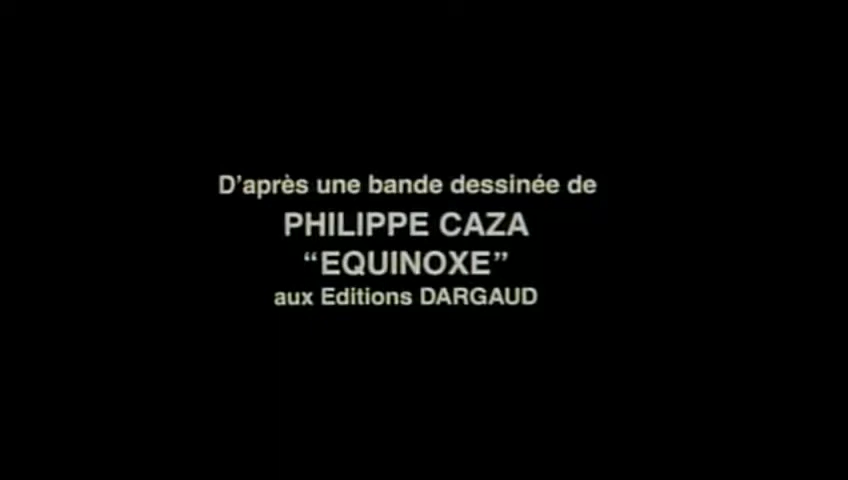 D'après une bande dessinée de
PHILIPPE CAZA
“EQUINOXE”
aux Editions DARGAUD